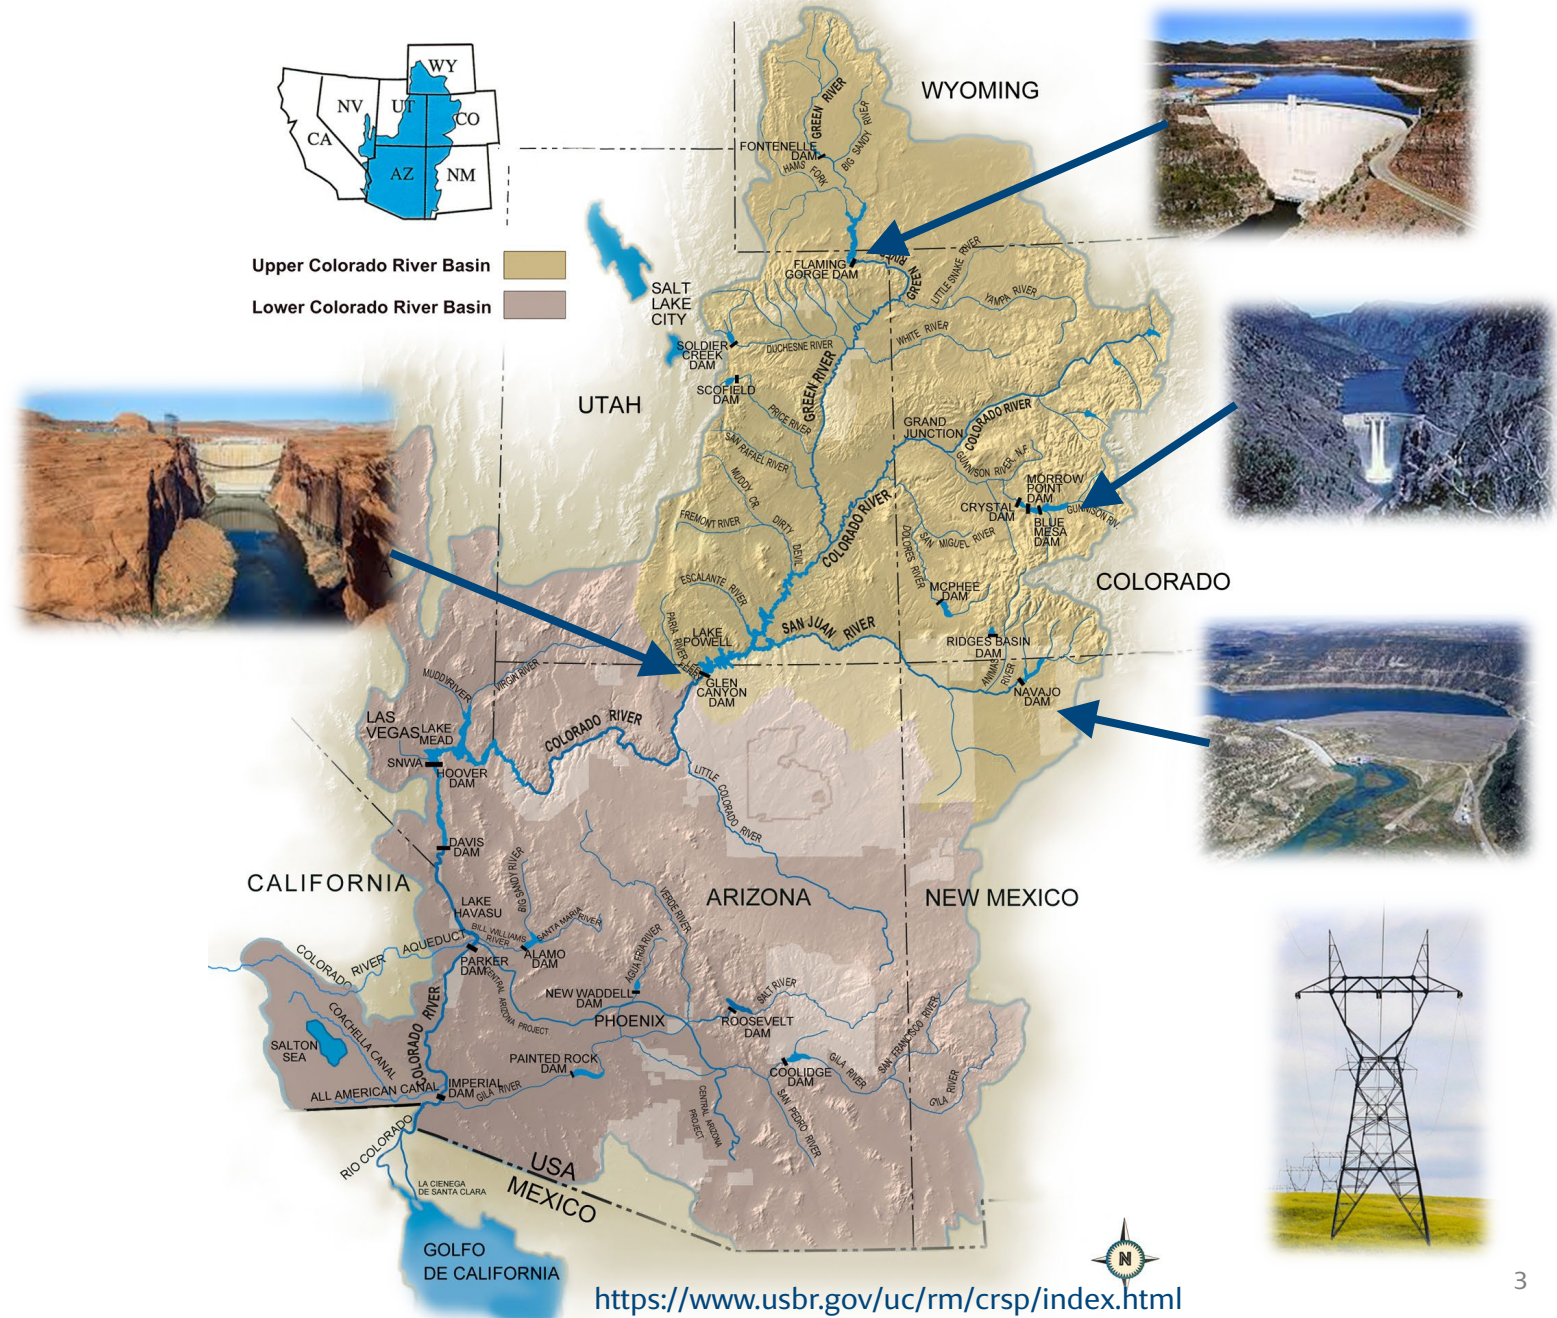 WY
NV
UT
CO
CA
AZ
NM
Upper Colorado River Basin
Lower Colorado River Basin
WYOMING
GREEN RIVER
BIG SANDY RIVER
FONTENELLE
DAM
HAMS FORK
FLAMING
GORGE DAM
GREEN RIVER
LITTLE SNAKE RIVER
YAMPA RIVER
WHITE RIVER
SALT
LAKE
CITY
SOLDIER
CREEK
DAM
DUCHESNE RIVER
SCOFIELD
DAM
GREEN RIVER
PRICE RIVER
UTAH
SAN RAFAEL RIVER
MUDDY CR.
FREMONT RIVER
DIRTY DEVIL
GRAND
JUNCTION
COLORADO RIVER
GUNNISON RIVER, N.F.
MORROW
POINT
DAM
CRYSTAL
DAM
BLUE
MESA
DAM
GUNNISON RIV.
COLORADO RIVER
DOLORES RIVER
SAN MIGUEL RIVER
MCPHEE
DAM
COLORADO
ESCALANTE RIVER
PARIA RIVER
LAKE
POWELL
SAN JUAN RIVER
RIDGES BASIN
DAM
ANIMAS RIVER
NAVAJO
DAM
GLEN
CANYON
DAM
A
MUDDY RIVER
VIRGIN RIVER
LAS
VEGAS
LAKE
MEAD
SNWA
HOOVER
DAM
COLORADO RIVER
LITTLE COLORADO RIVER
DAVIS
DAM
CALIFORNIA
ARIZONA
NEW MEXICO
LAKE
HAVASU
BIG SANDY RIVER
SANTA MARIA
RIVER
BILL WILLIAMS
RIVER
ALAMO
DAM
PARKER
DAM
COLORADO RIVER AQUEDUCT
VERDE RIVER
AGUA FRIA RIVER
NEW WADDELL
DAM
CENTRAL ARIZONA PROJECT
PHOENIX
SALT RIVER
ROOSEVELT
DAM
SAN FRANCISCO RIVER
COACHELLA CANAL
SALTON
SEA
COLORADO RIVER
PAINTED ROCK
DAM
COOLIDGE
DAM
GILA RIVER
GILA RIVER
ALL AMERICAN CANAL
IMPERIAL
DAM
GILA RIVER
SAN PEDRO RIVER
CENTRAL ARIZONA
PROJECT
RIO COLORADO
USA
MEXICO
LA CIENEGA
DE SANTA CLARA
GOLFO
DE CALIFORNIA
N
https://www.usbr.gov/uc/rm/crsp/index.html
3